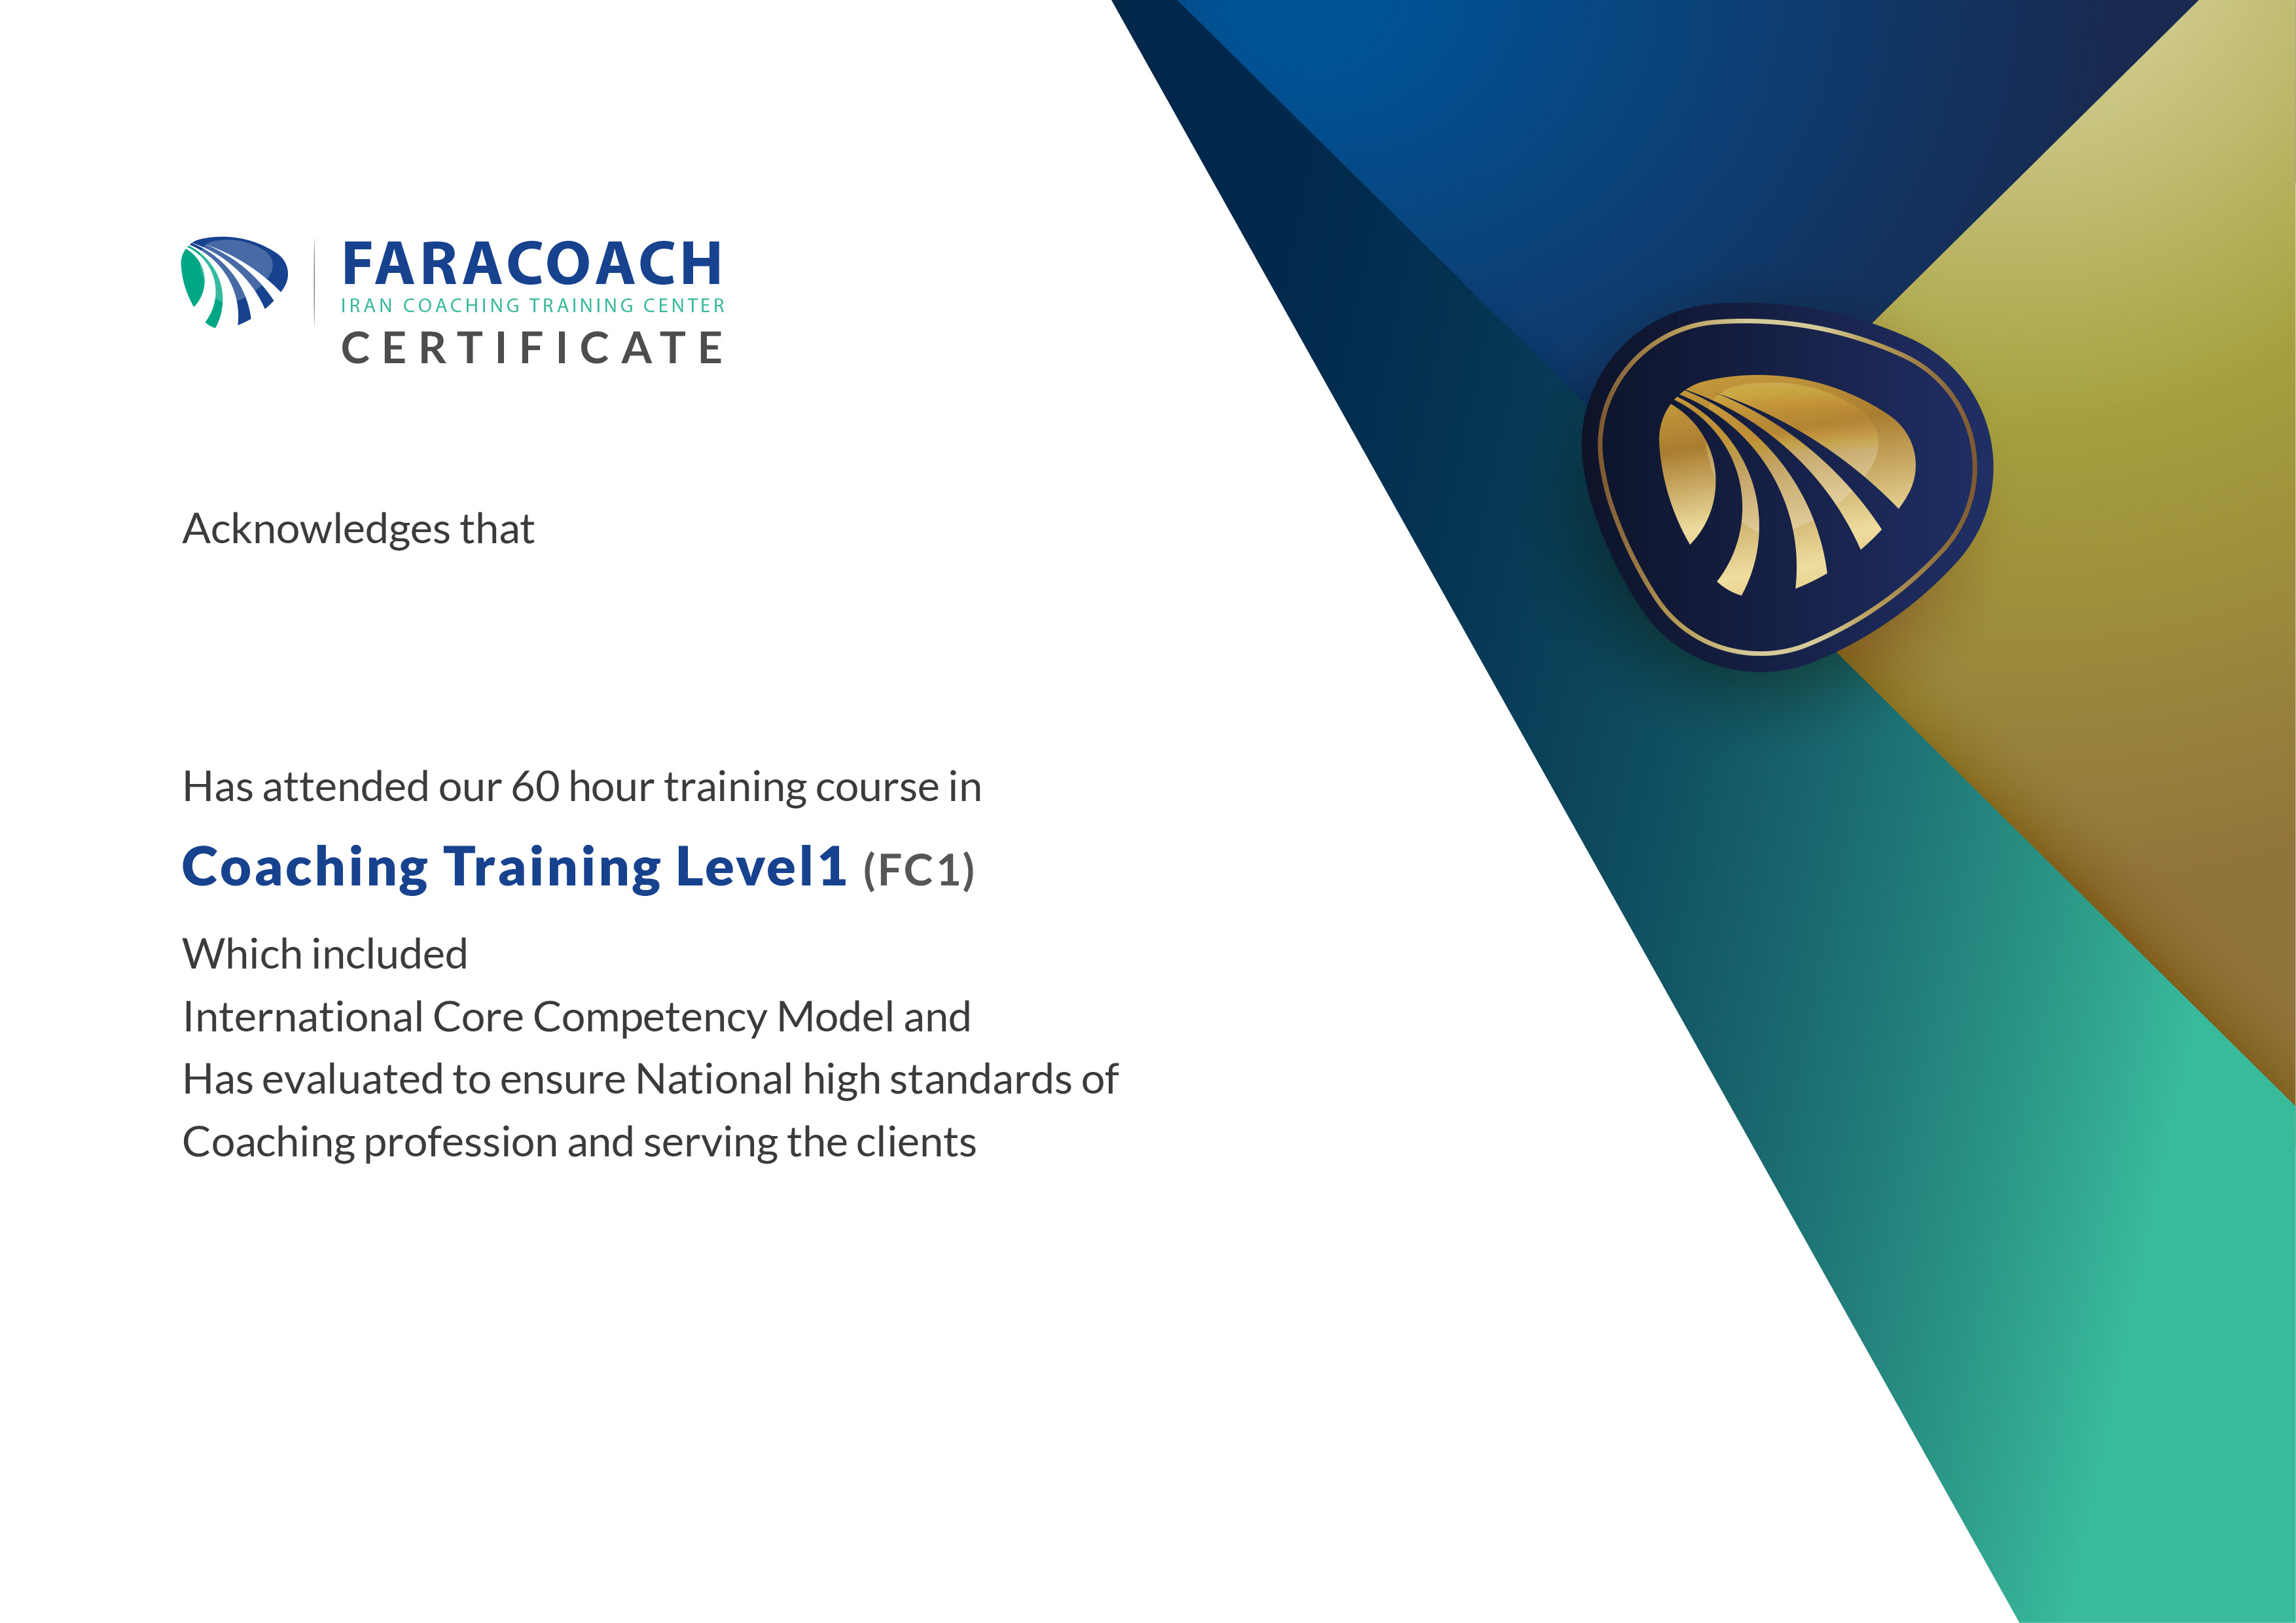 FARACOACH
IRAN COACHING TRAINING CENTER
CERTIFICATE
Acknowledges that
Has attended our 60 hour training course in
Coaching Training Level1 (FC1)
Which included
International Core Competency Model and
Has evaluated to ensure National high standards of
Coaching profession and serving the clients